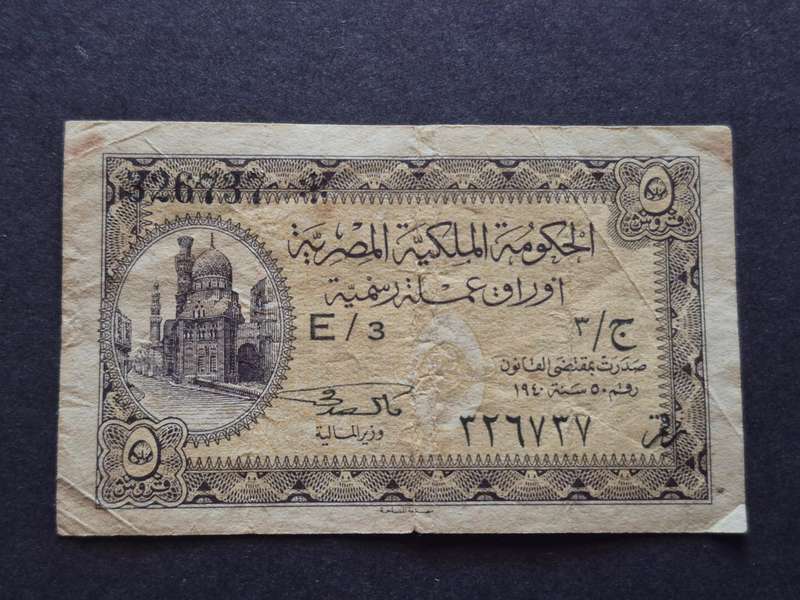 326737
٥
قروش
الحكومة الملكية المصرية
أوراق عملة رسمية
E/3
ج/٣
صدرت بمقتضى القانون
رقم ٥٠ سنة ١٩٤٠
وزير المالية
٣٢٦٧٣٧
٥
قروش